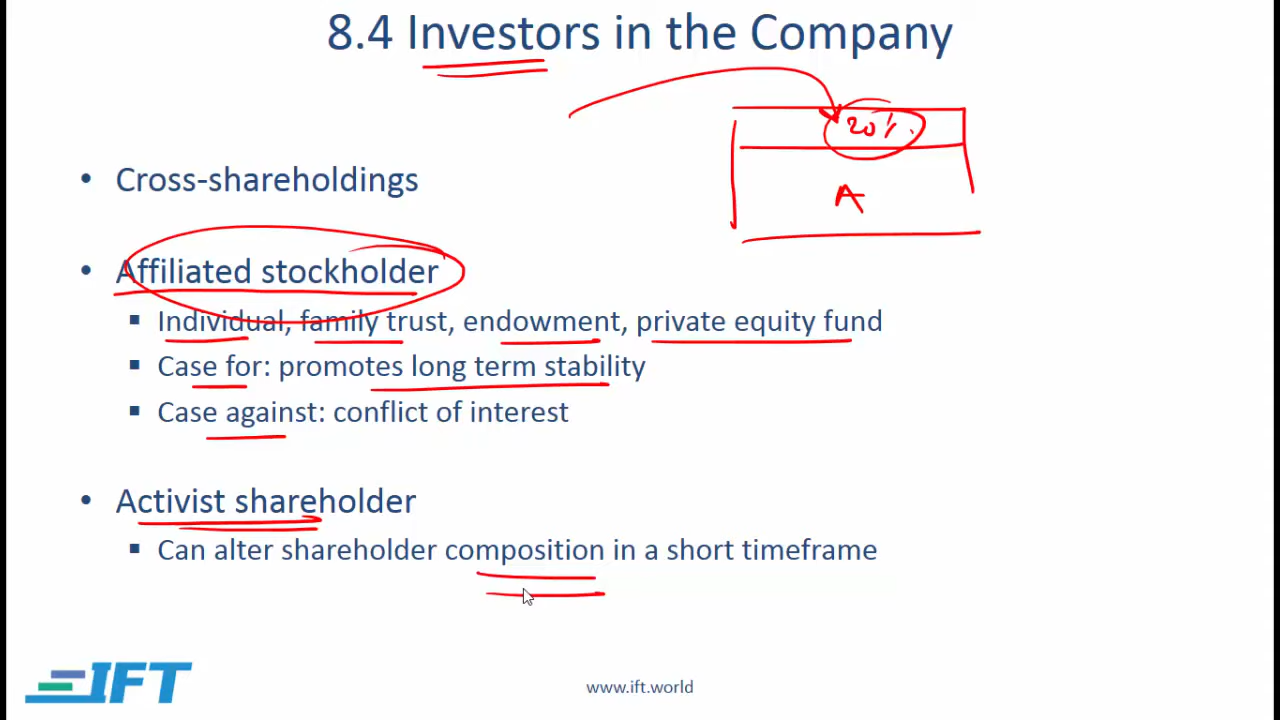 8.4 Investors in the Company
20%
A
• Cross-shareholdings
• Affiliated stockholder
▪ Individual, family trust, endowment, private equity fund
▪ Case for: promotes long term stability
▪ Case against: conflict of interest
• Activist shareholder
▪ Can alter shareholder composition in a short timeframe
IFT
www.ift.world